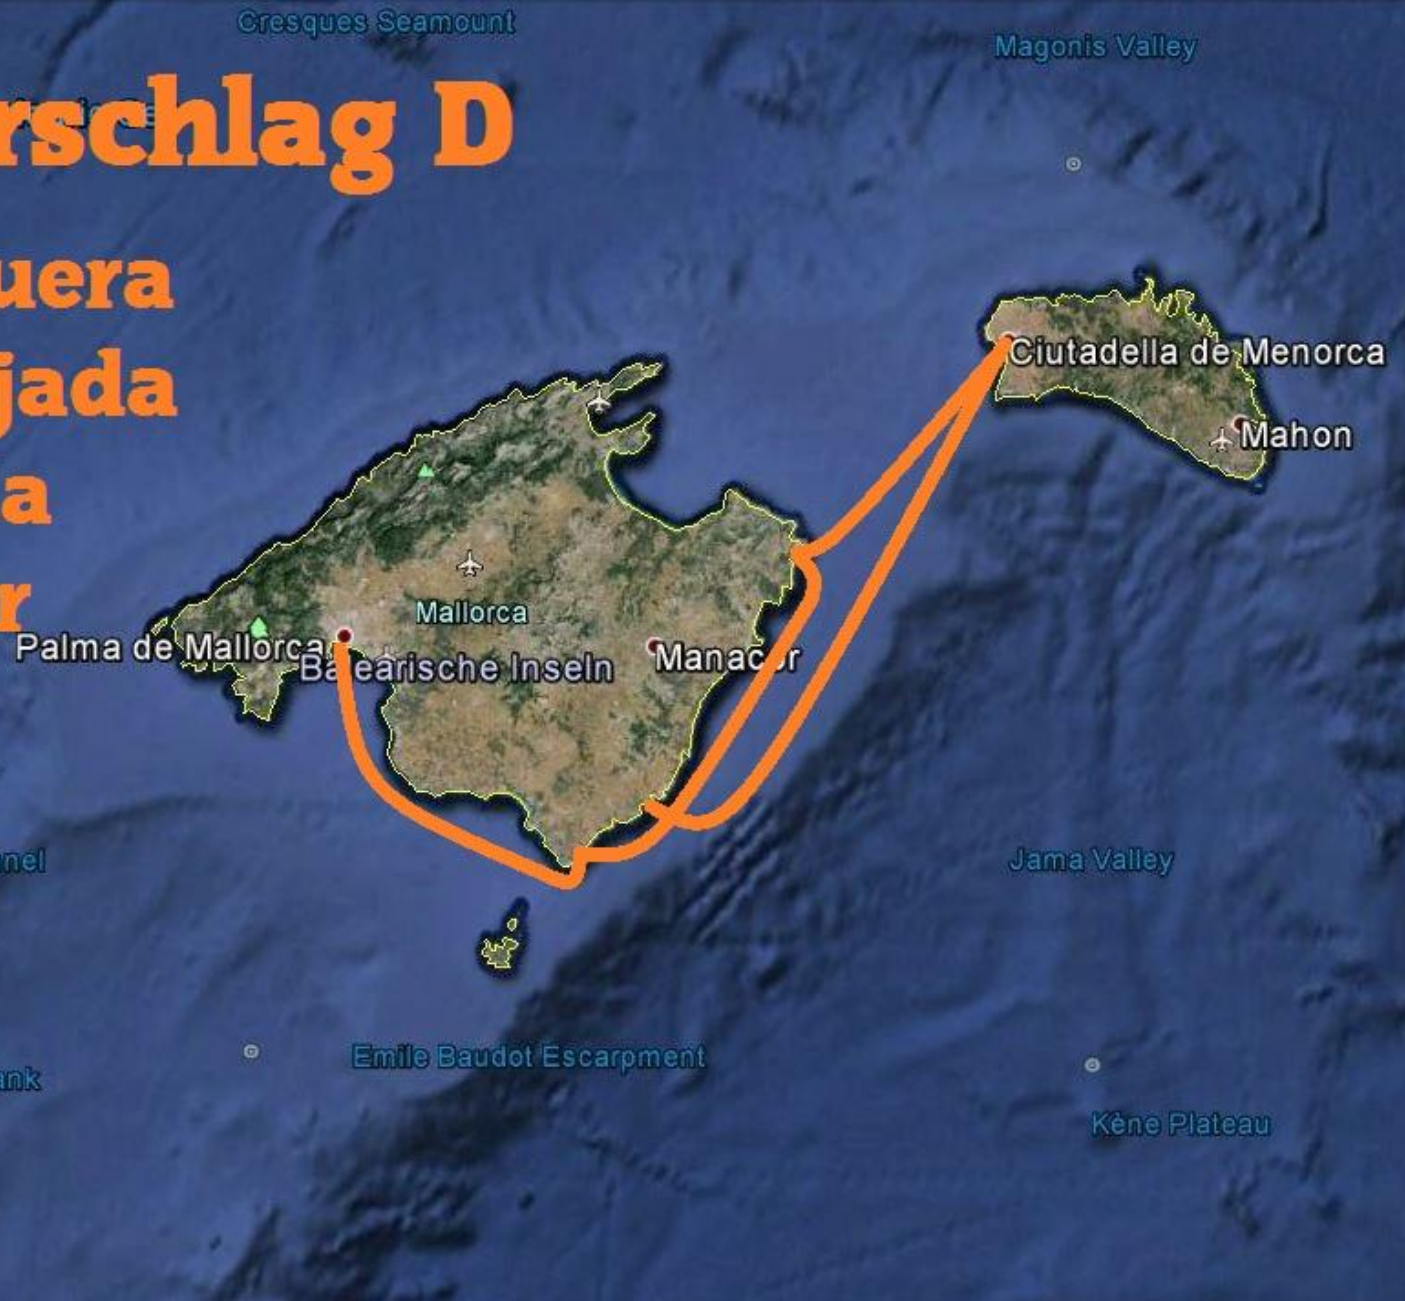 Cresques Seamount
Magonis Valley
rschlag D
uera
jada
a
r
Ciutadella de Menorca
Mahon
Mallorca
Palma de Mallorca
Balearische Inseln
Manacor
nel
Jama Valley
Emile Baudot Escarpment
ank
Kène Plateau